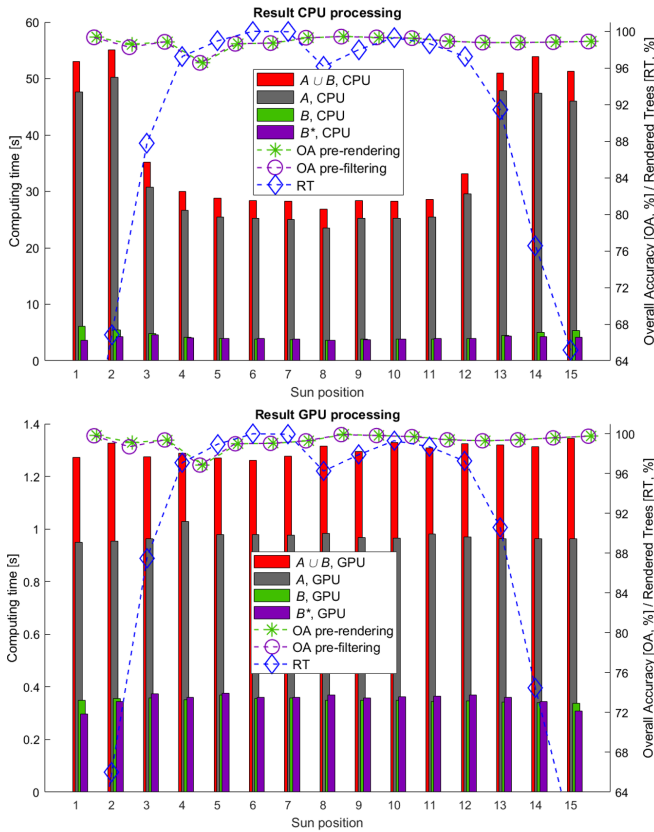 Result CPU processing
60
50
40
30
20
10
0
Computing time [s]
A ∪ B, CPU
A, CPU
B, CPU
B*, CPU
OA pre-rendering
OA pre-filtering
RT
100
96
92
88
84
80
76
72
68
64
Overall Accuracy [OA, %] / Rendered Trees [RT, %]
1 2 3 4 5 6 7 8 9 10 11 12 13 14 15
Sun position
Result GPU processing
1.4
1.2
1
0.8
0.6
0.4
0.2
0
Computing time [s]
A ∪ B, GPU
A, GPU
B, GPU
B*, GPU
OA pre-rendering
OA pre-filtering
RT
100
96
92
88
84
80
76
72
68
64
Overall Accuracy [OA, %] / Rendered Trees [RT, %]
1 2 3 4 5 6 7 8 9 10 11 12 13 14 15
Sun position